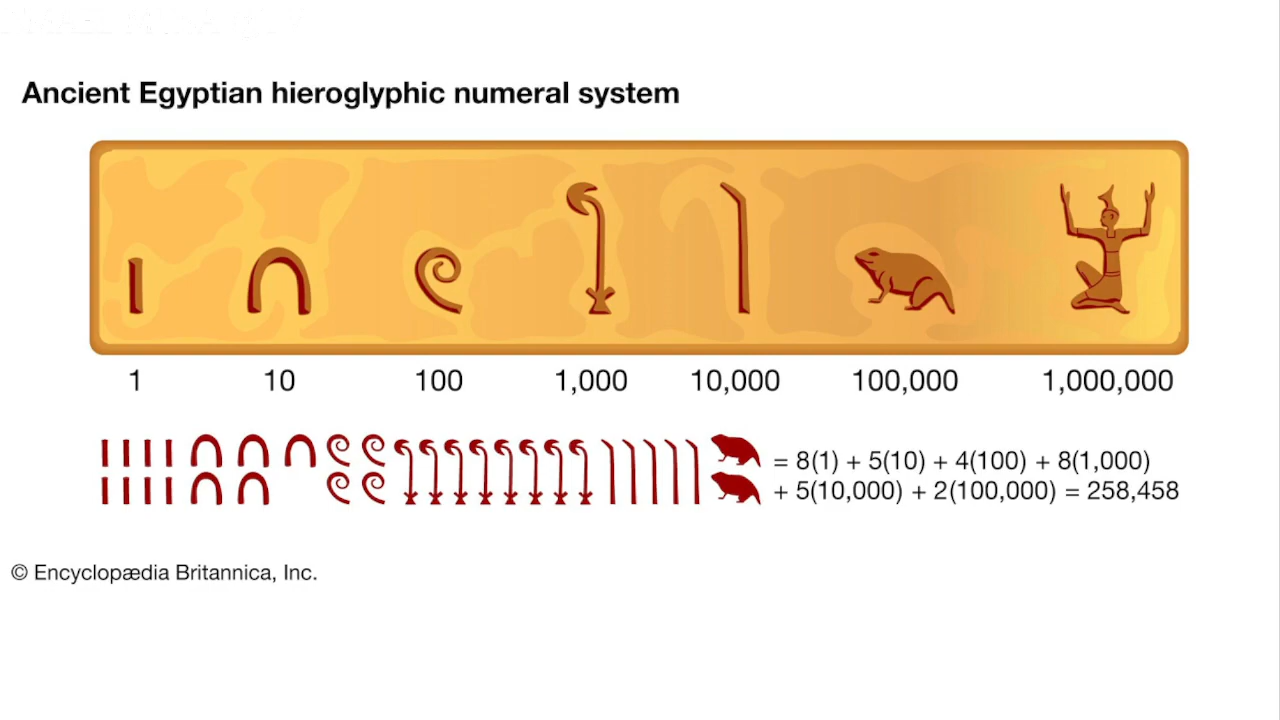 Ancient Egyptian hieroglyphic numeral system
1 10 100 1,000 10,000 100,000 1,000,000
= 8(1) + 5(10) + 4(100) + 8(1,000)
+ 5(10,000) + 2(100,000) = 258,458
© Encyclopædia Britannica, Inc.